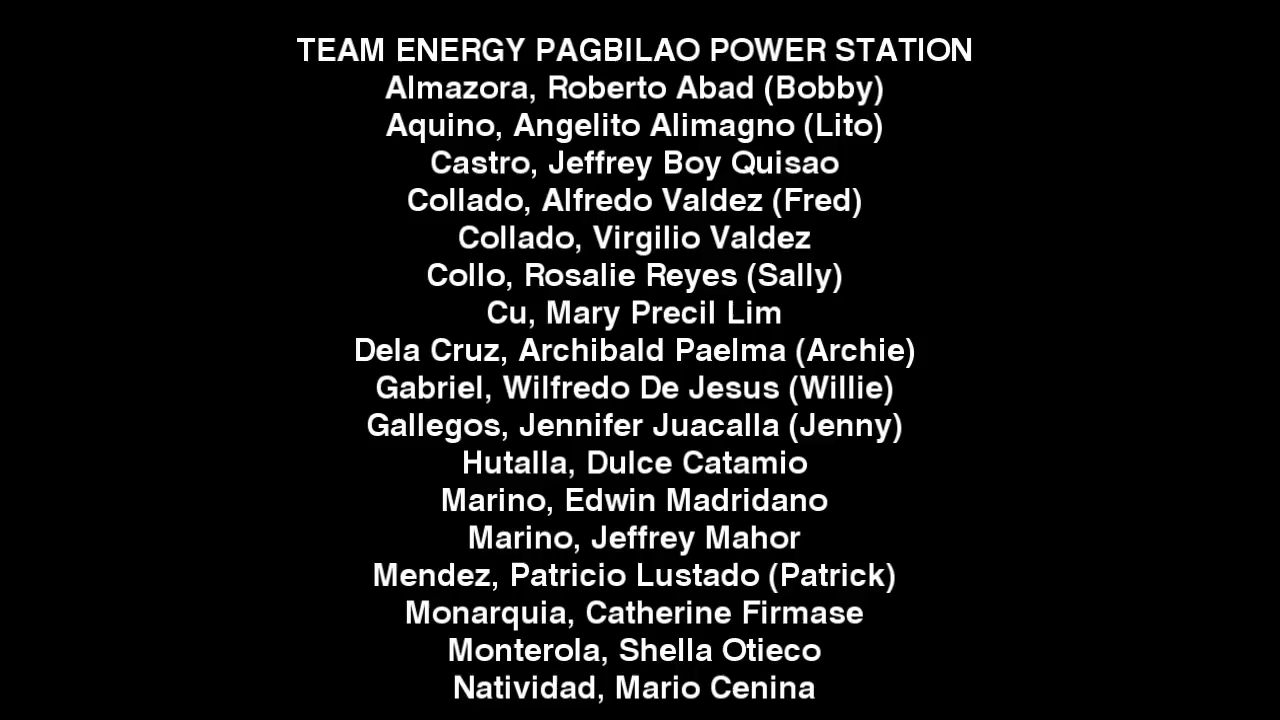 TEAM ENERGY PAGBILAO POWER STATION
Almazora, Roberto Abad (Bobby)
Aquino, Angelito Alimagno (Lito)
Castro, Jeffrey Boy Quisao
Collado, Alfredo Valdez (Fred)
Collado, Virgilio Valdez
Collo, Rosalie Reyes (Sally)
Cu, Mary Precil Lim
Dela Cruz, Archibald Paelma (Archie)
Gabriel, Wilfredo De Jesus (Willie)
Gallegos, Jennifer Juacalla (Jenny)
Hutalla, Dulce Catamio
Marino, Edwin Madridano
Marino, Jeffrey Mahor
Mendez, Patricio Lustado (Patrick)
Monarquia, Catherine Firmase
Monterola, Shella Otieco
Natividad, Mario Cenina